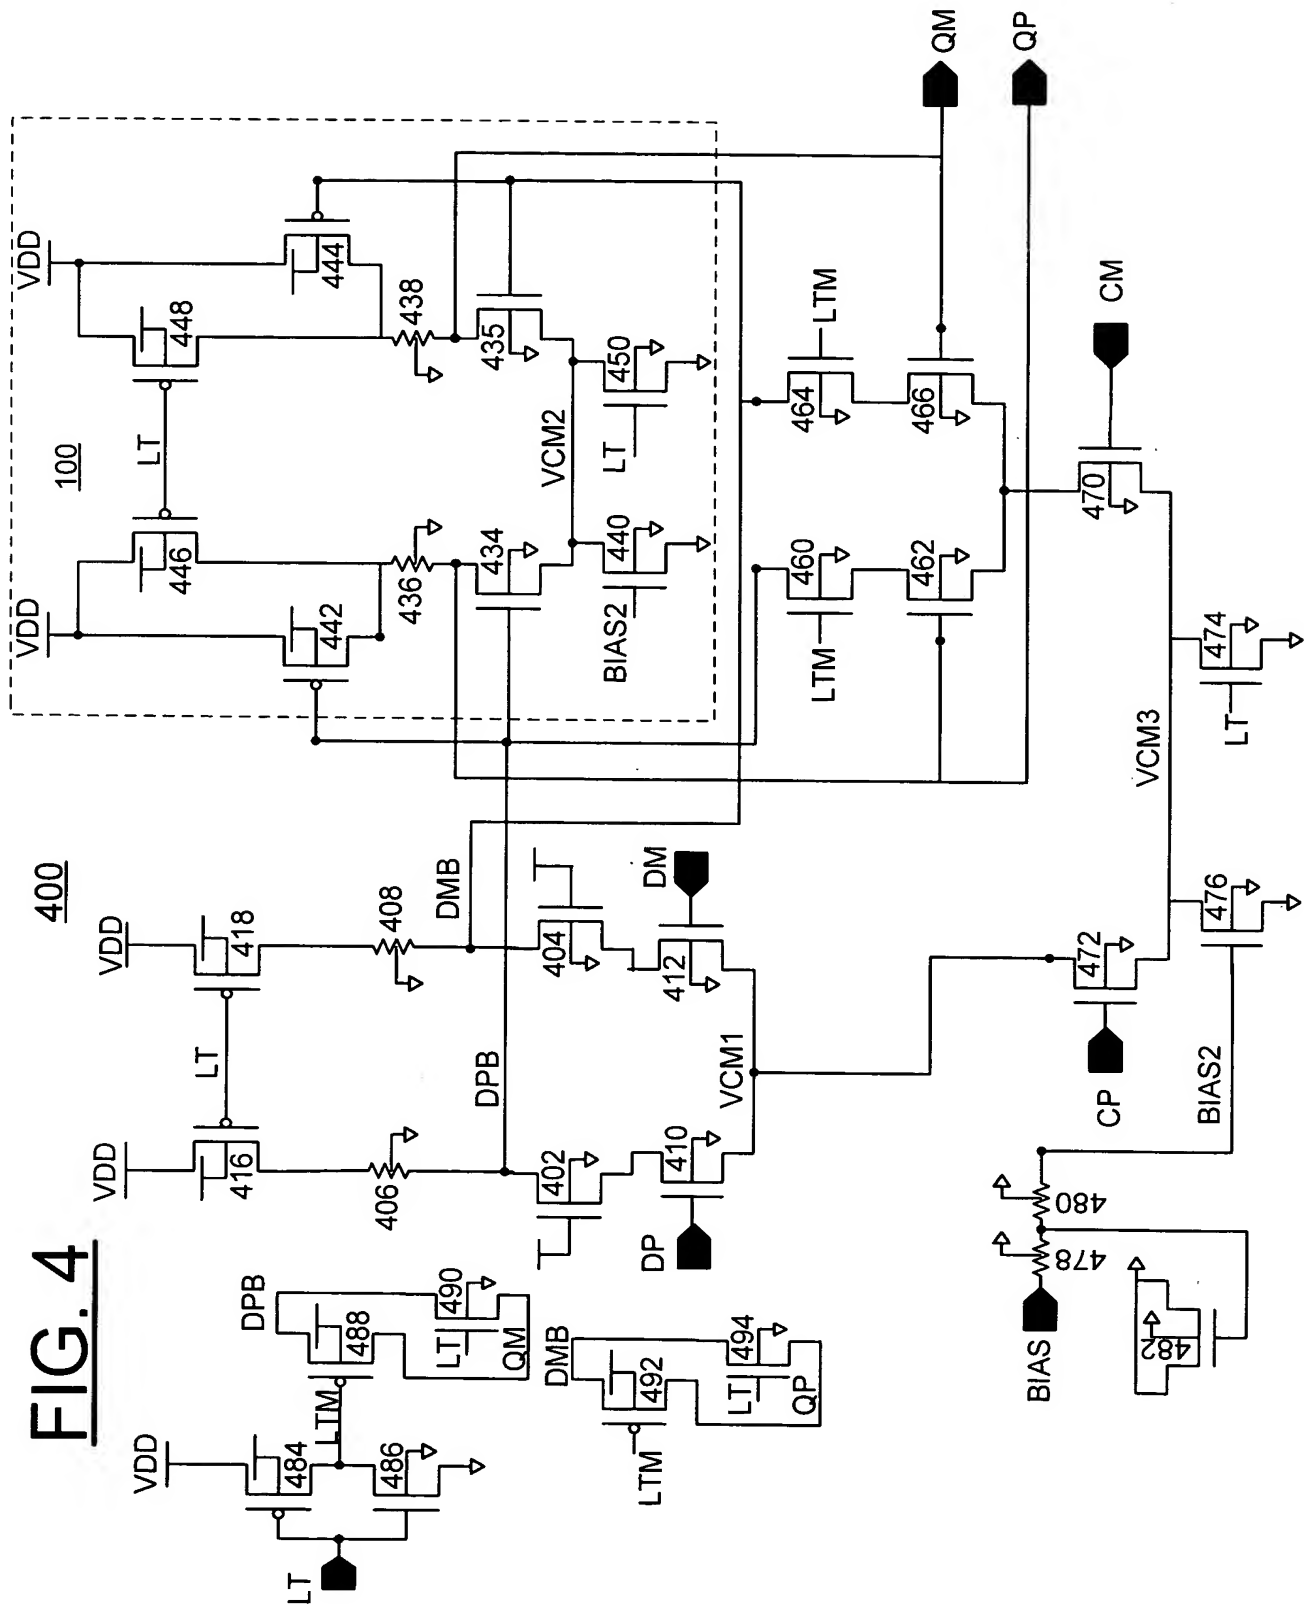 FIG. 4
400
100
VDD
VDD
VDD
VDD
VDD
LT
LT
416
418
446
448
442
444
406
408
436
438
DPB
DMB
402
404
434
435
VCM2
BIAS2
440
LT
450
DP
410
412
DM
VCM1
LTM
460
464
LTM
462
466
QM
QP
CP
472
470
CM
VCM3
BIAS2
476
LT
474
BIAS
478
480
482
LT
484
486
LTM
DPB
488
LT
490
QM
DMB
LTM
492
LT
494
QP